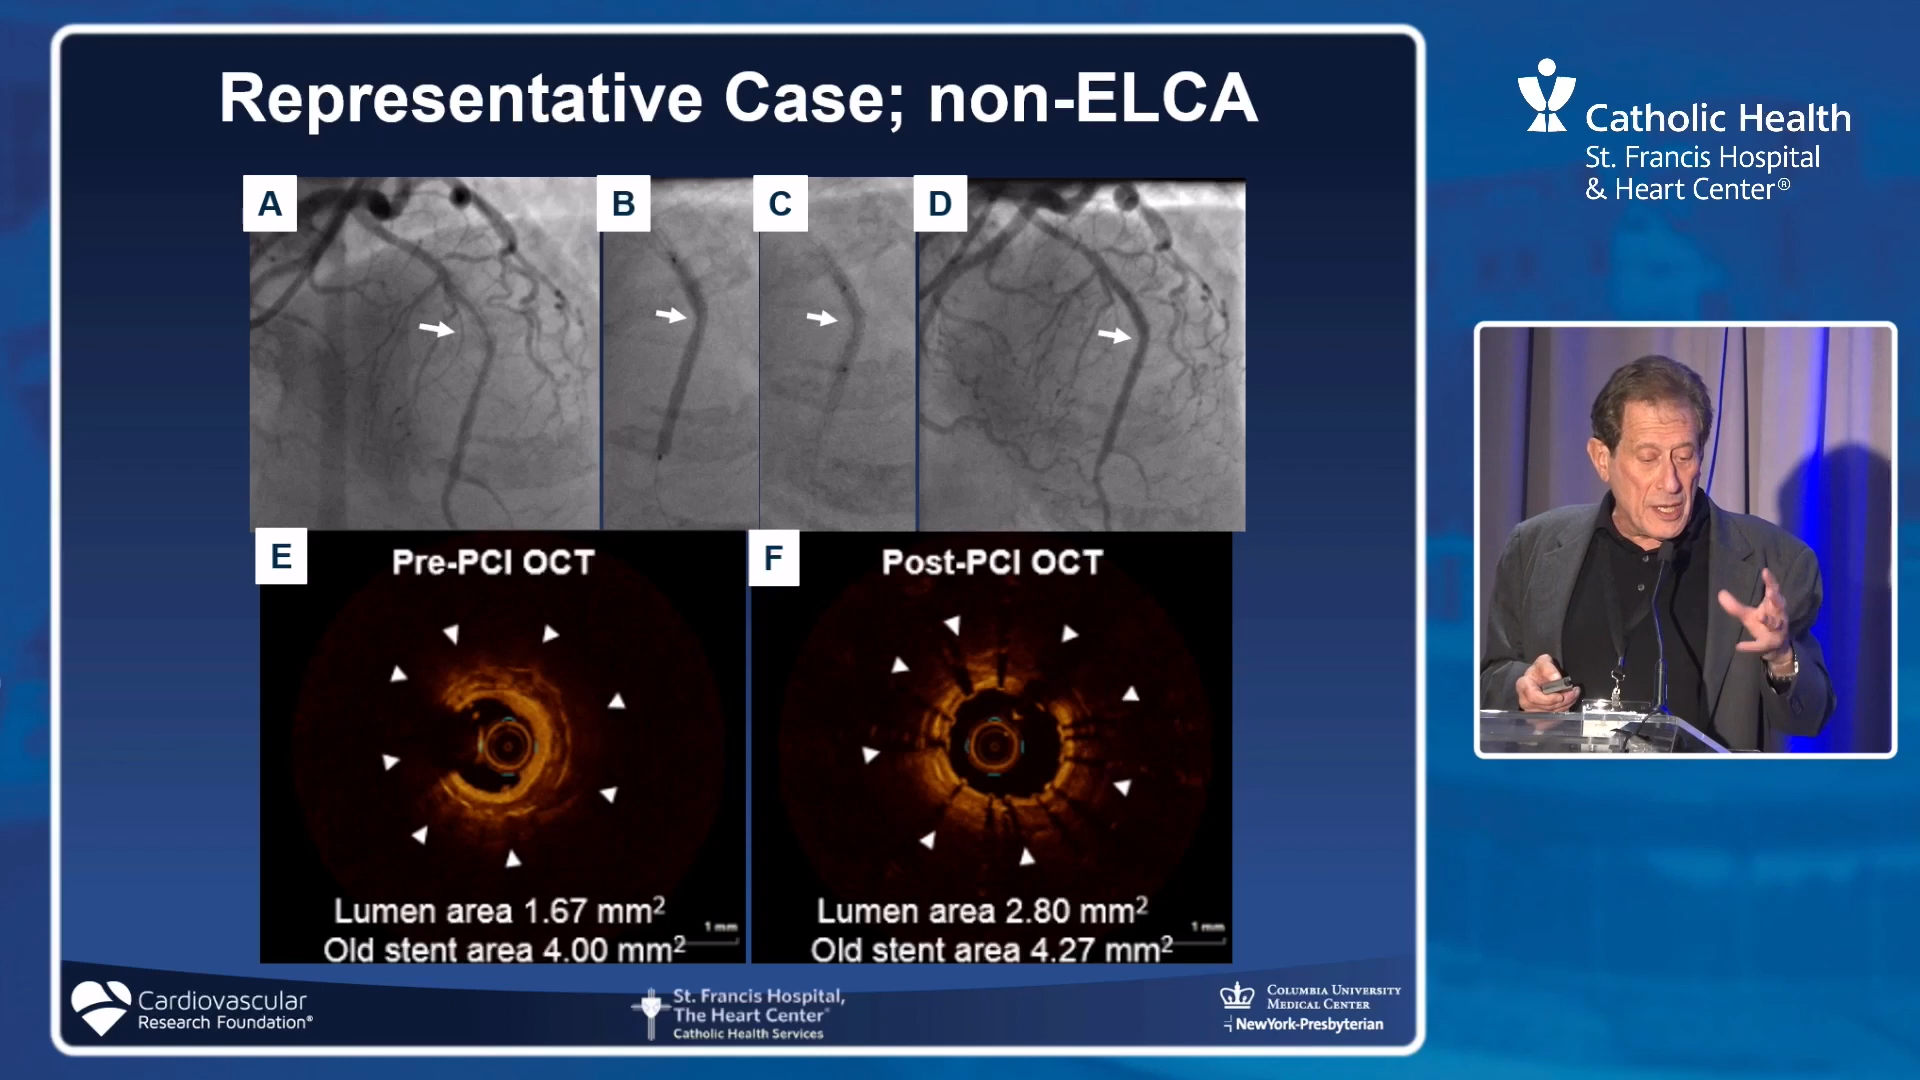 Representative Case; non-ELCA
A
B
C
D
E
Pre-PCI OCT
Lumen area 1.67 mm²
1 mm
Old stent area 4.00 mm²
F
Post-PCI OCT
Lumen area 2.80 mm²
1 mm
Old stent area 4.27 mm²
Cardiovascular
Research Foundation®
St. Francis Hospital,
The Heart Center®
Catholic Health Services
COLUMBIA UNIVERSITY
MEDICAL CENTER
NewYork-Presbyterian
Catholic Health
St. Francis Hospital
& Heart Center®